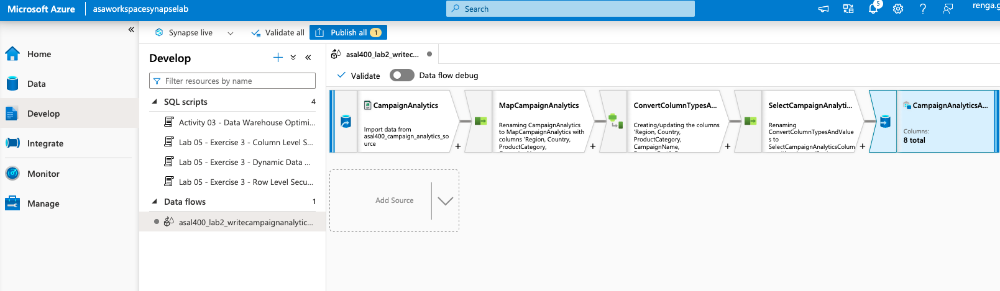 Microsoft Azure
asaworkspacesynapselab
Search
5
renga.g
Synapse live
Validate all
Publish all
1
Home
Data
Develop
Integrate
Monitor
Manage
Develop
Filter resources by name
SQL scripts
4
Activity 03 - Data Warehouse Optimi...
Lab 05 - Exercise 3 - Column Level S...
Lab 05 - Exercise 3 - Dynamic Data ...
Lab 05 - Exercise 3 - Row Level Secu...
Data flows
1
asal400_lab2_writecampaignanalytic...
asal400_lab2_writec...
Validate
Data flow debug
CampaignAnalytics
Import data from
asal400_campaign_analytics_so
urce
+
MapCampaignAnalytics
Renaming CampaignAnalytics
to MapCampaignAnalytics with
columns 'Region, Country,
ProductCategory,
+
ConvertColumnTypesA...
Creating/updating the columns
'Region, Country,
ProductCategory,
CampaignName,
+
SelectCampaignAnalyti...
Renaming
ConvertColumnTypesAndValue
s to
SelectCampaignAnalyticsColum
+
CampaignAnalyticsA...
Columns:
8 total
Add Source